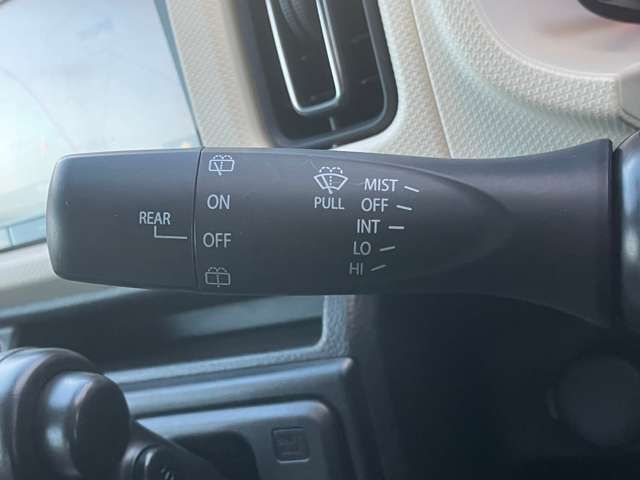 REAR
ON
OFF
PULL
MIST
OFF
INT
LO
HI